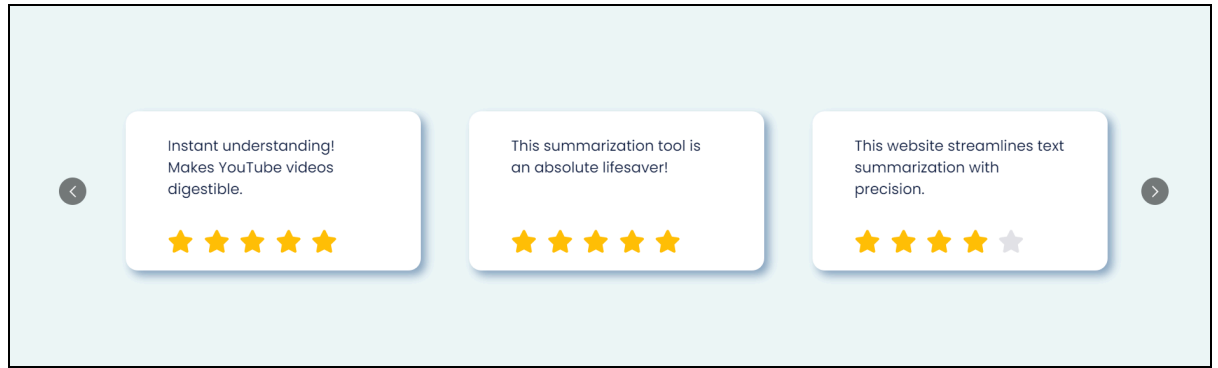 Instant understanding!
Makes YouTube videos
digestible.
This summarization tool is
an absolute lifesaver!
This website streamlines text
summarization with
precision.